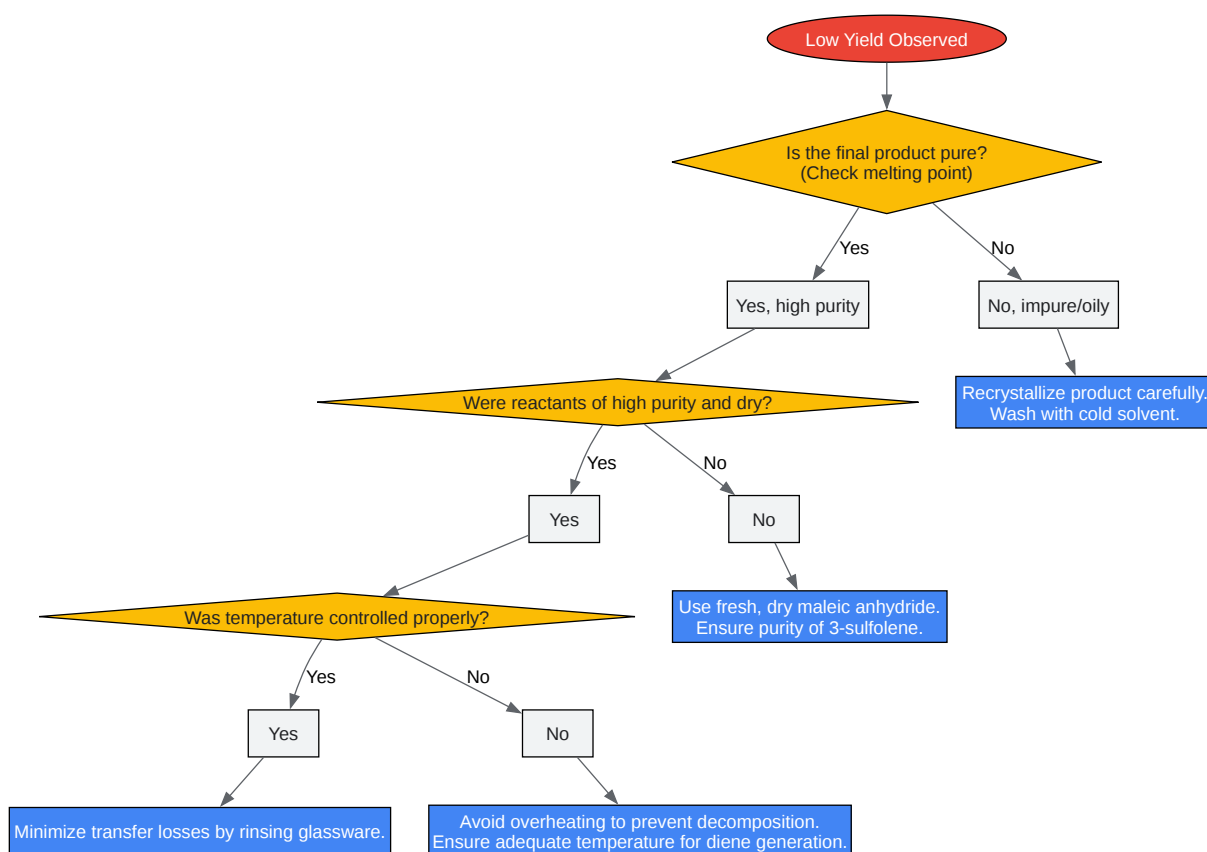 Low Yield Observed
Is the final product pure?
(Check melting point)
Yes
No
Yes, high purity
No, impure/oily
Were reactants of high purity and dry?
Recrystallize product carefully.
Wash with cold solvent.
Yes
No
Yes
No
Was temperature controlled properly?
Use fresh, dry maleic anhydride.
Ensure purity of 3-sulfolene.
Yes
No
Yes
No
Minimize transfer losses by rinsing glassware.
Avoid overheating to prevent decomposition.
Ensure adequate temperature for diene generation.